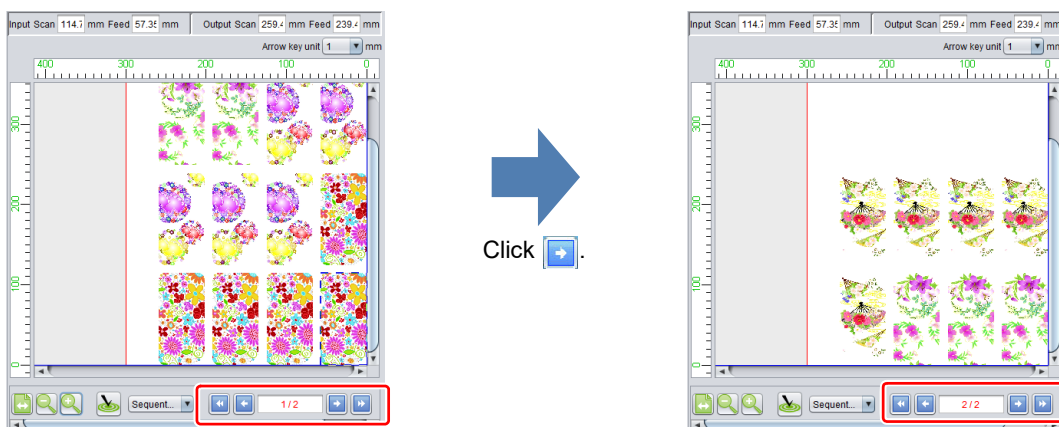 Input Scan 114.7 mm Feed 57.35 mm Output Scan 259.4 mm Feed 239.4 mm
Arrow key unit 1 mm
400 300 200 100 0
300
200
100
0
Sequent... 1 / 2
Click .
nput Scan 114.7 mm Feed 57.35 mm Output Scan 259.4 mm Feed 239.4 mm
Arrow key unit 1 mm
400 300 200 100 0
300
200
100
0
Sequent... 2 / 2